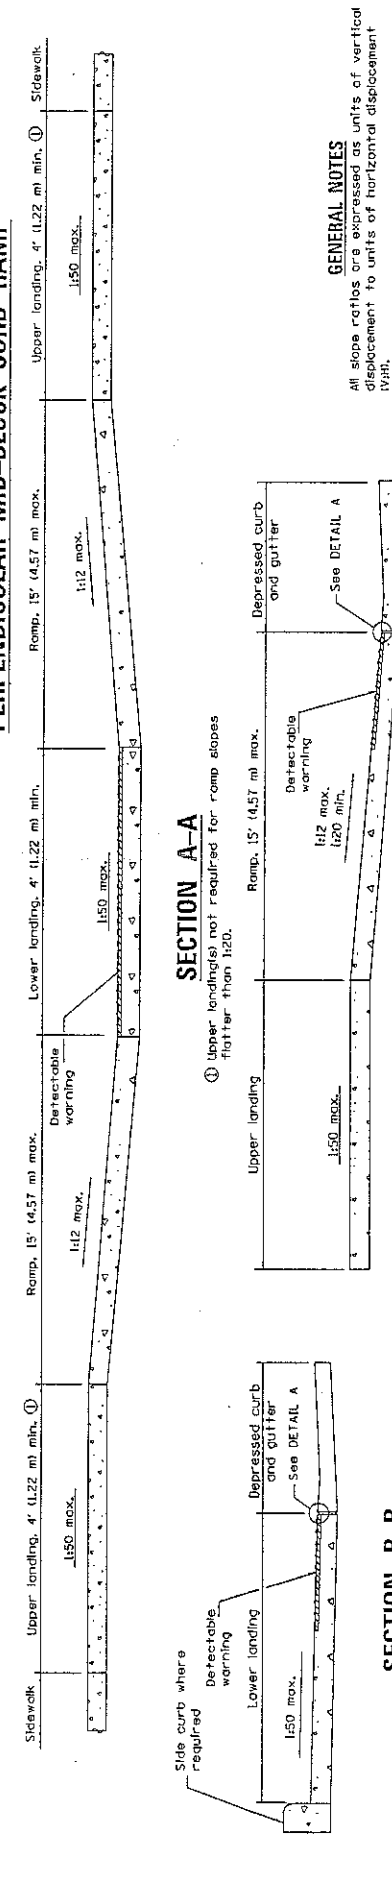 Sidewalk
Upper landing, 4' (1.22 m) min. ①
Ramp, 15' (4.57 m) max.
Lower landing, 4' (1.22 m) min.
Ramp, 15' (4.57 m) max.
Upper landing, 4' (1.22 m) min. ①
Sidewalk
1:50 max.
1:12 max.
Detectable
warning
1:50 max.
1:12 max.
1:50 max.
SECTION A-A
① Upper landing(s) not required for ramp slopes
flatter than 1:20.
Side curb where
required
Detectable
warning
Lower landing
Depressed curb
and gutter
See DETAIL A
1:50 max.
SECTION B-B
Upper landing
Ramp, 15' (4.57 m) max.
Depressed curb
and gutter
Detectable
warning
See DETAIL A
1:50 max.
1:12 max.
1:20 min.
GENERAL NOTES
All slope ratios are expressed as units of vertical
displacement to units of horizontal displacement
(V:H).